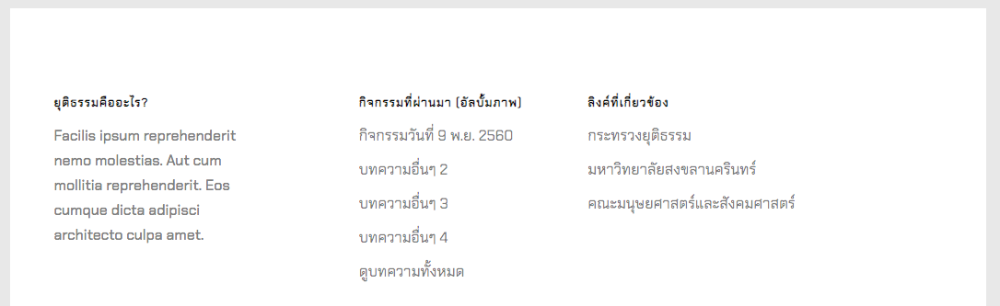 ยุติธรรมคืออะไร?
Facilis ipsum reprehenderit
nemo molestias. Aut cum
mollitia reprehenderit. Eos
cumque dicta adipisci
architecto culpa amet.
กิจกรรมที่ผ่านมา (อัลบั้มภาพ)
กิจกรรมวันที่ 9 พ.ย. 2560
บทความอื่นๆ 2
บทความอื่นๆ 3
บทความอื่นๆ 4
ดูบทความทั้งหมด
ลิงค์ที่เกี่ยวข้อง
กระทรวงยุติธรรม
มหาวิทยาลัยสงขลานครินทร์
คณะมนุษยศาสตร์และสังคมศาสตร์